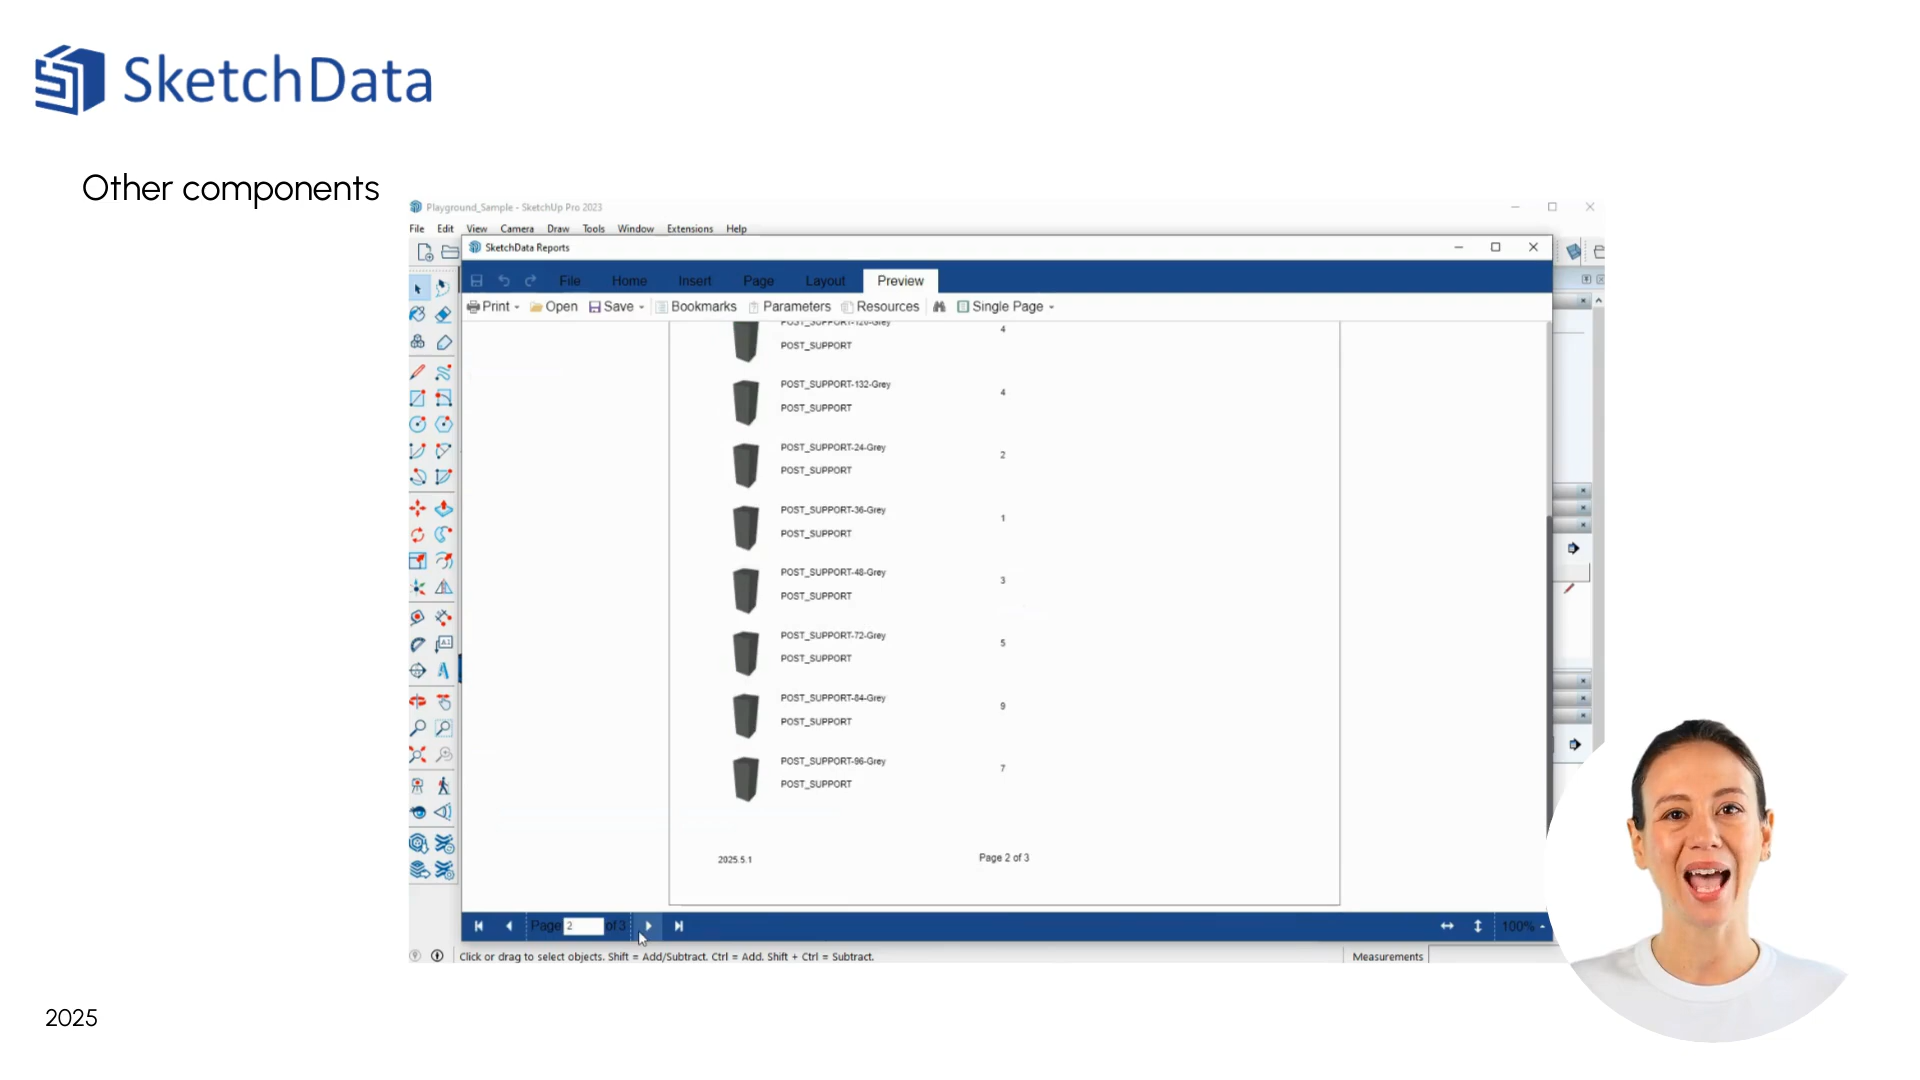 SketchData
Other components
Playground_Sample - SketchUp Pro 2023
File Edit View Camera Draw Tools Window Extensions Help
SketchData Reports
File Home Insert Page Layout Preview
Print Open Save Bookmarks Parameters Resources Single Page
POST_SUPPORT-120-Grey 4
POST_SUPPORT
POST_SUPPORT-132-Grey 4
POST_SUPPORT
POST_SUPPORT-24-Grey 2
POST_SUPPORT
POST_SUPPORT-36-Grey 1
POST_SUPPORT
POST_SUPPORT-48-Grey 3
POST_SUPPORT
POST_SUPPORT-72-Grey 5
POST_SUPPORT
POST_SUPPORT-84-Grey 9
POST_SUPPORT
POST_SUPPORT-96-Grey 7
POST_SUPPORT
2025.5.1 Page 2 of 3
Page 2 of 3 100%
Click or drag to select objects. Shift = Add/Subtract. Ctrl = Add. Shift + Ctrl = Subtract. Measurements
2025